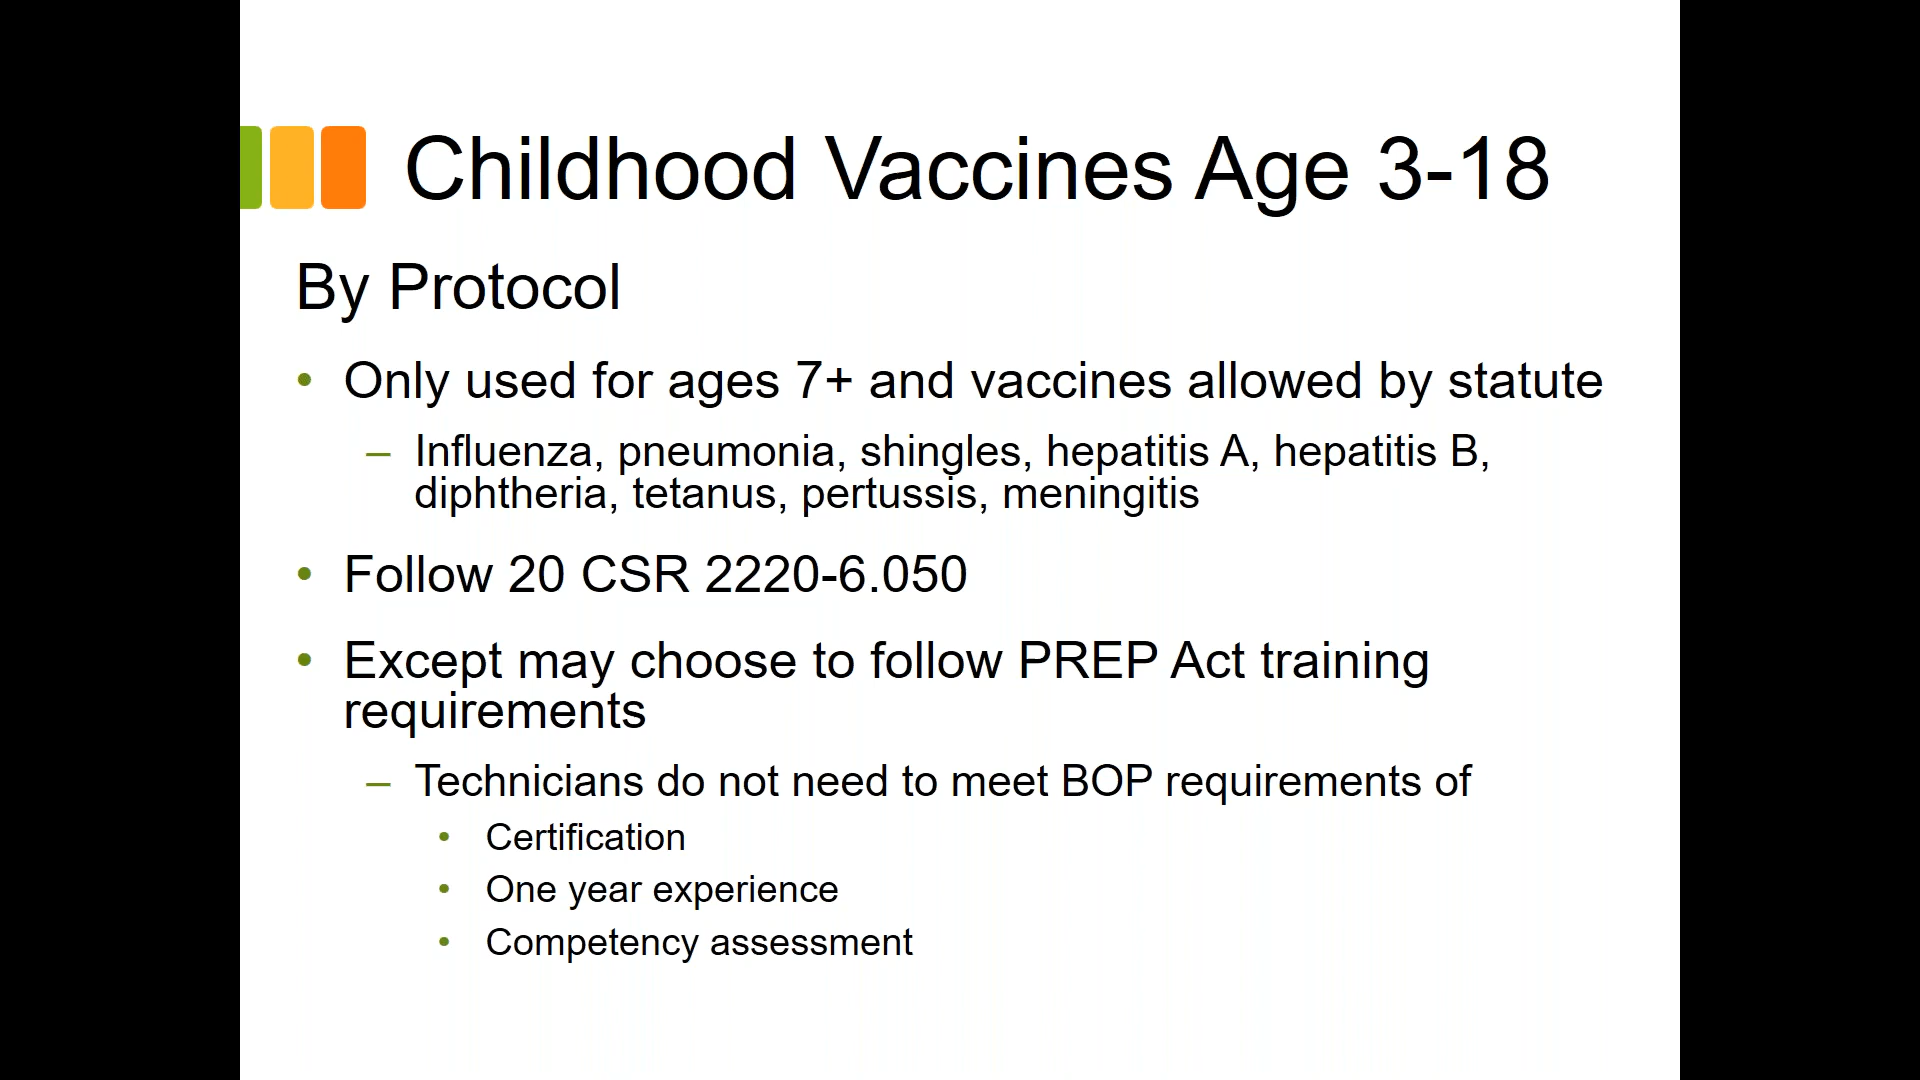 Childhood Vaccines Age 3-18
By Protocol
• Only used for ages 7+ and vaccines allowed by statute
– Influenza, pneumonia, shingles, hepatitis A, hepatitis B,
diphtheria, tetanus, pertussis, meningitis
• Follow 20 CSR 2220-6.050
• Except may choose to follow PREP Act training
requirements
– Technicians do not need to meet BOP requirements of
• Certification
• One year experience
• Competency assessment